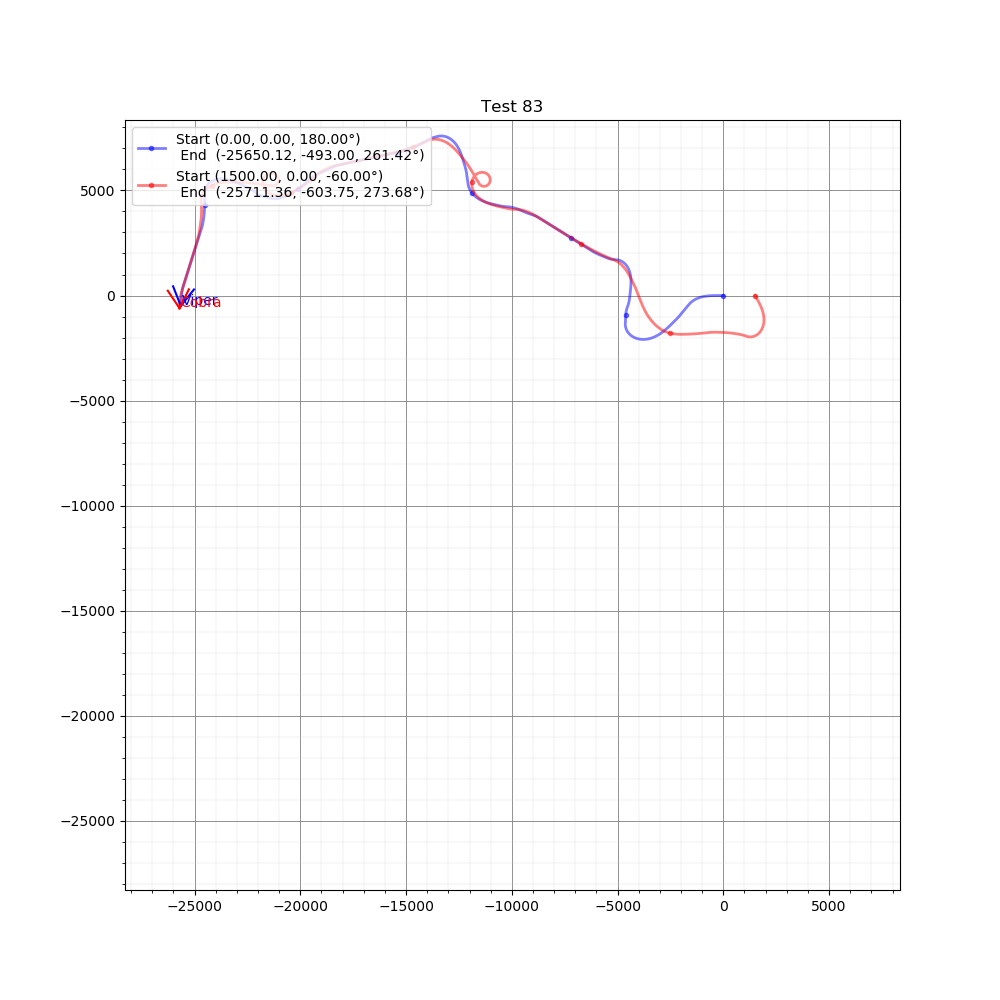 Test 83
Start (0.00, 0.00, 180.00°)
End (-25650.12, -493.00, 261.42°)
Start (1500.00, 0.00, -60.00°)
End (-25711.36, -603.75, 273.68°)
5000
0
−5000
−10000
−15000
−20000
−25000
Viper
Cobra
−25000 −20000 −15000 −10000 −5000 0 5000